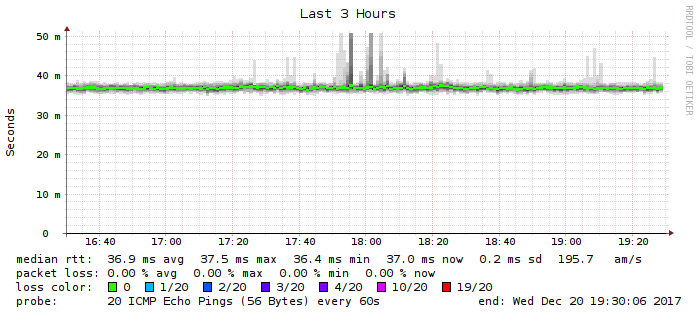 Last 3 Hours
RRDTOOL / TOBI OETIKER
Seconds
50 m
40 m
30 m
20 m
10 m
0
16:40 17:00 17:20 17:40 18:00 18:20 18:40 19:00 19:20
median rtt: 36.9 ms avg 37.5 ms max 36.4 ms min 37.0 ms now 0.2 ms sd 195.7 am/s
packet loss: 0.00 % avg 0.00 % max 0.00 % min 0.00 % now
loss color: 0 1/20 2/20 3/20 4/20 10/20 19/20
probe: 20 ICMP Echo Pings (56 Bytes) every 60s end: Wed Dec 20 19:30:06 2017